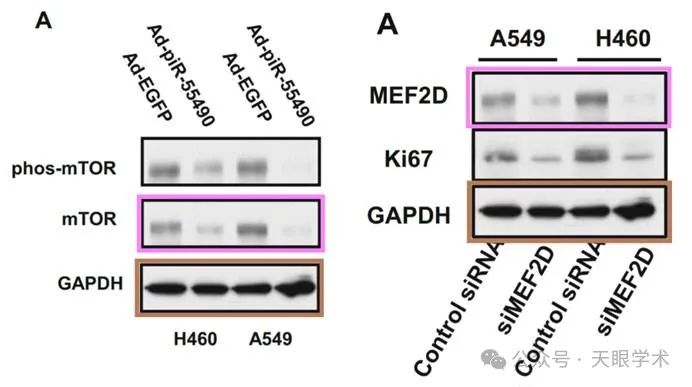 A
Ad-EGFP
Ad-piR-55490
Ad-EGFP
Ad-piR-55490
phos-mTOR
mTOR
GAPDH
H460 A549
A
A549 H460
MEF2D
Ki67
GAPDH
Control siRNA
siMEF2D
Control siRNA
siMEF2D
公众号·天眼学术